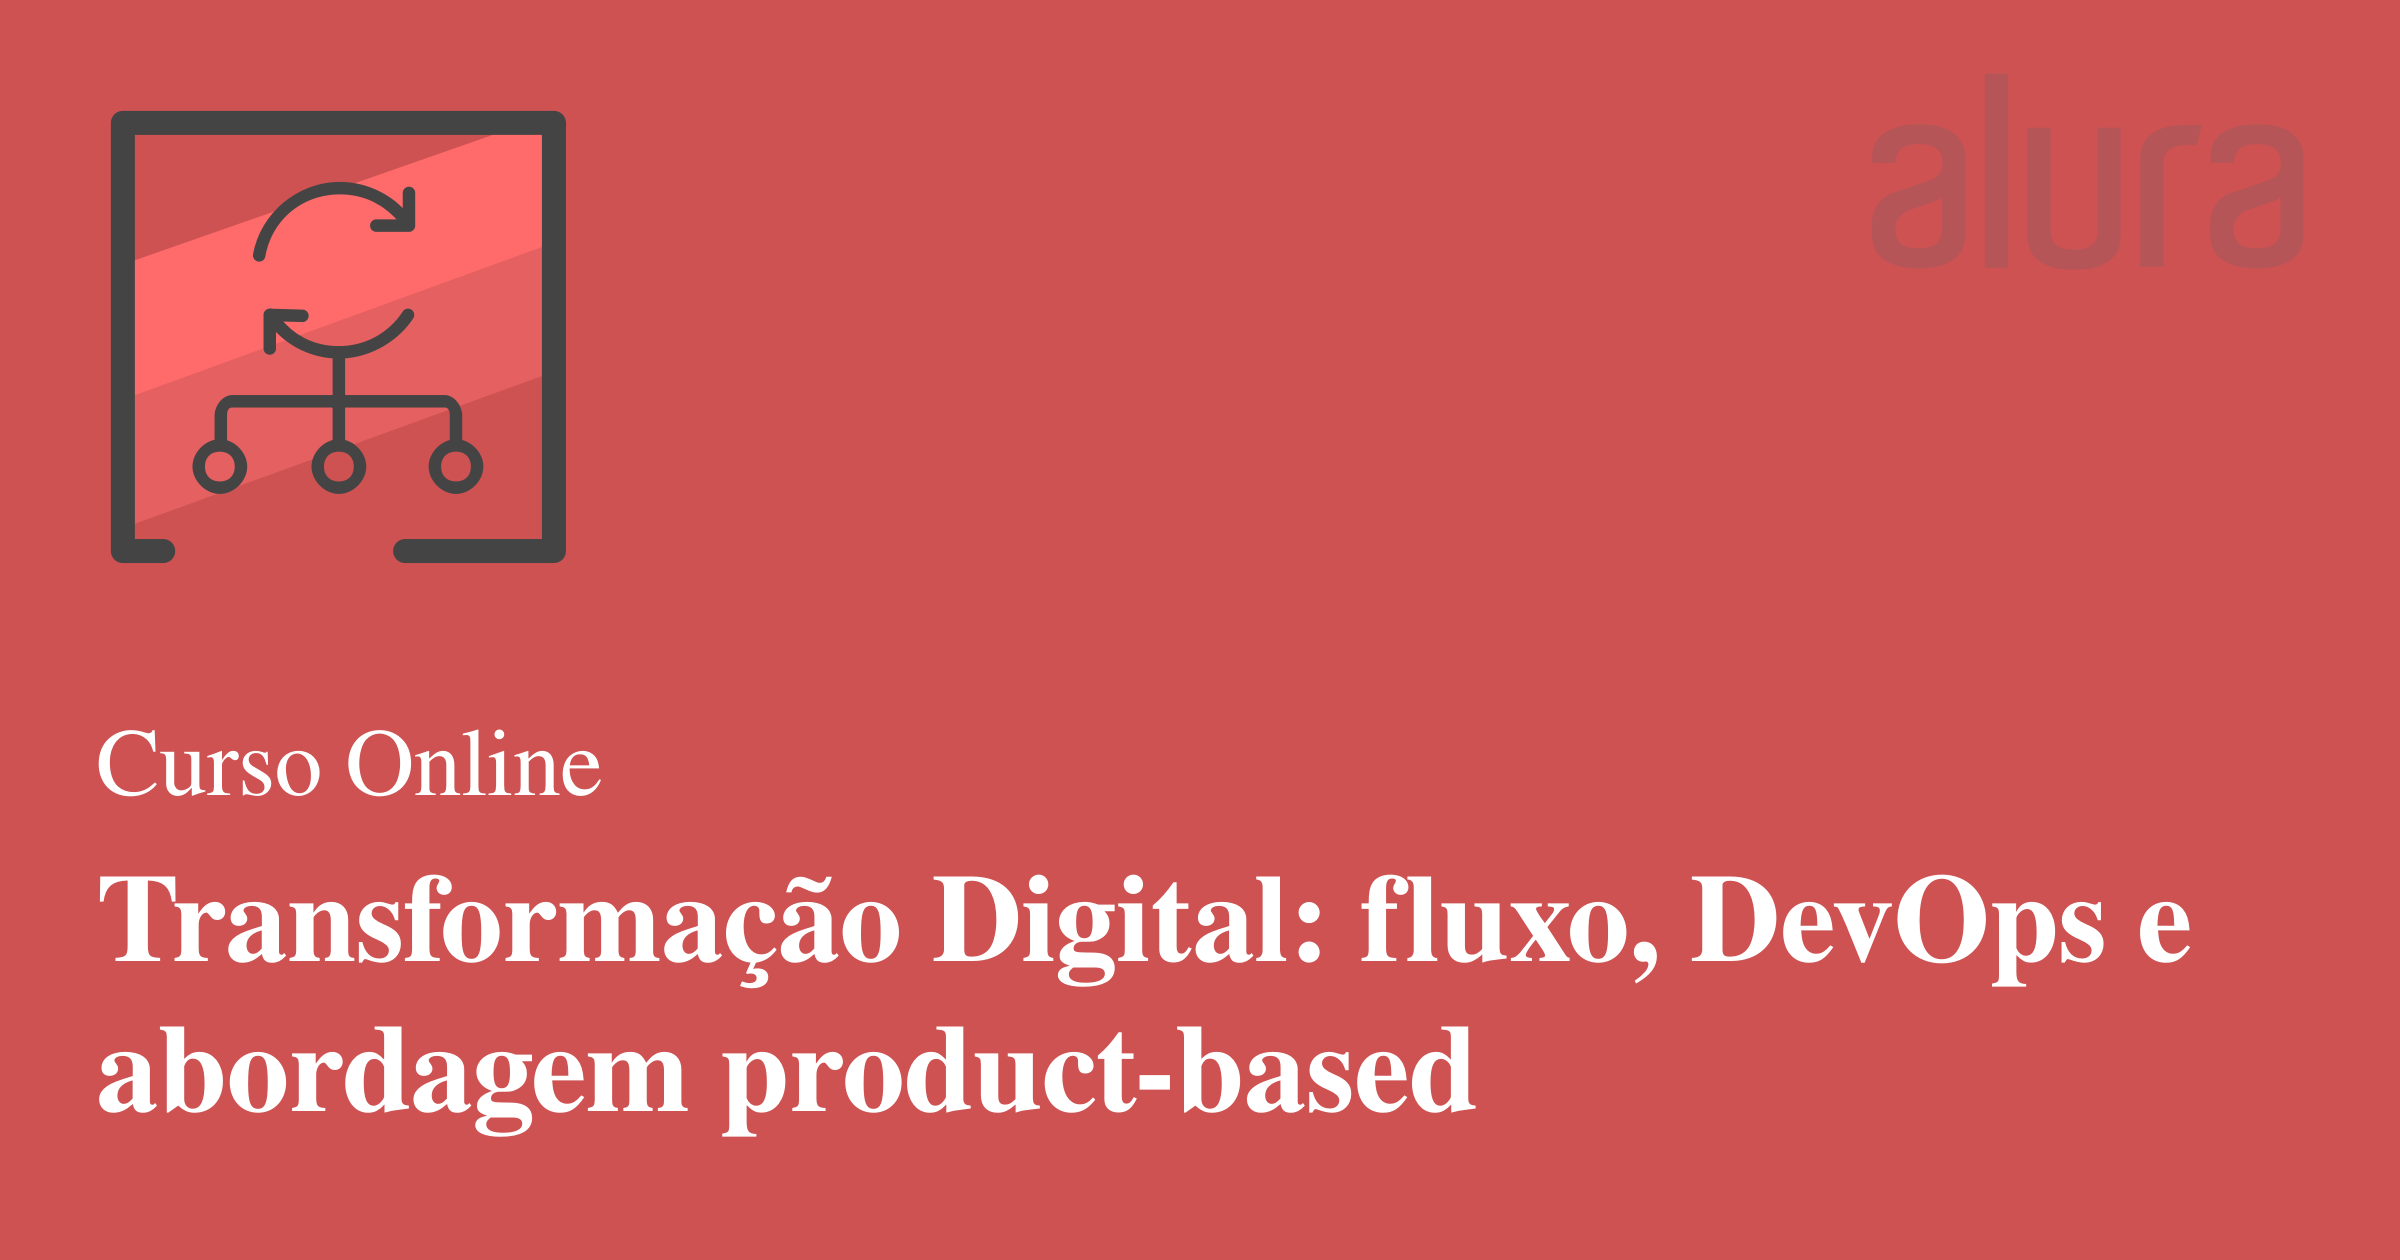 alura
Curso Online
Transformação Digital: fluxo, DevOps e
abordagem product-based